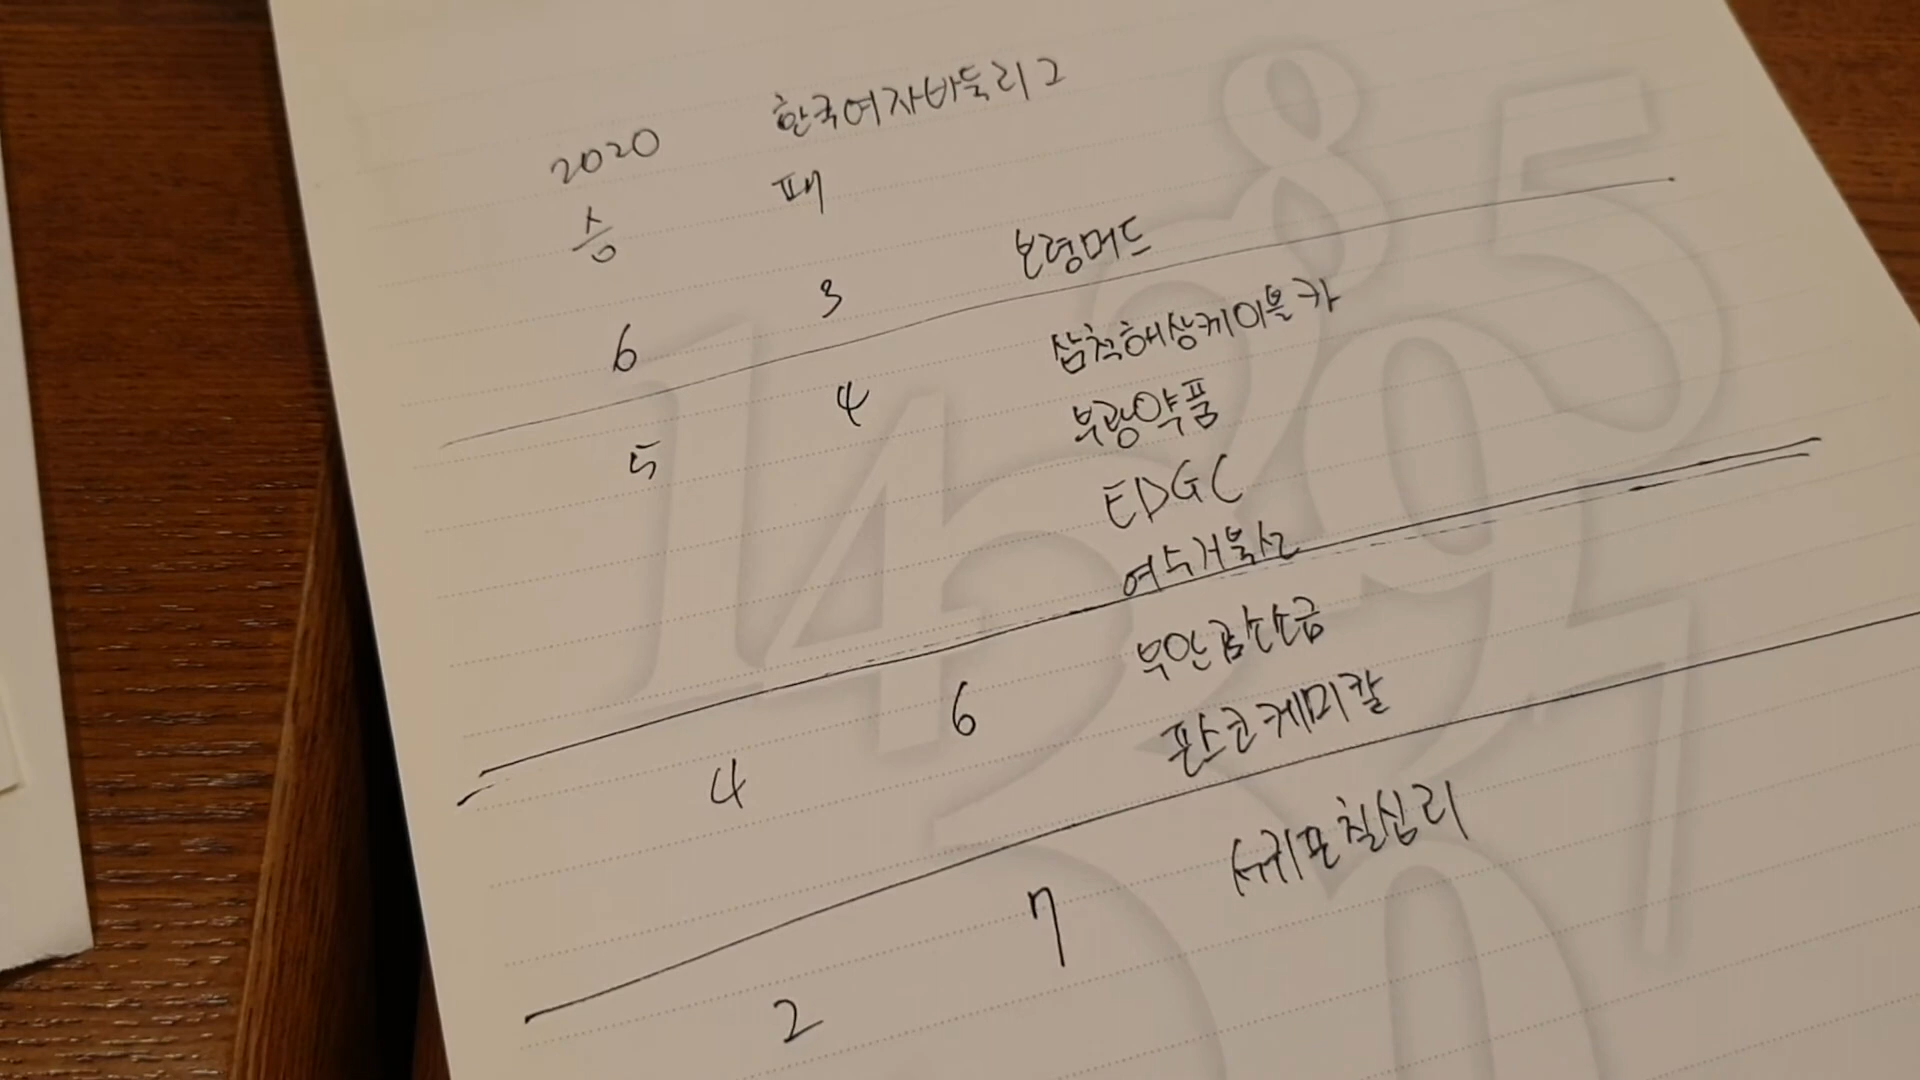 2020 한국여자바둑리그
승 패
6 3 보령머드
5 4 삼척해상케이블카
부광약품
EDGC
여수거북선
4 6 부안곰소소금
포스코케미칼
2 7 서귀포칠십리